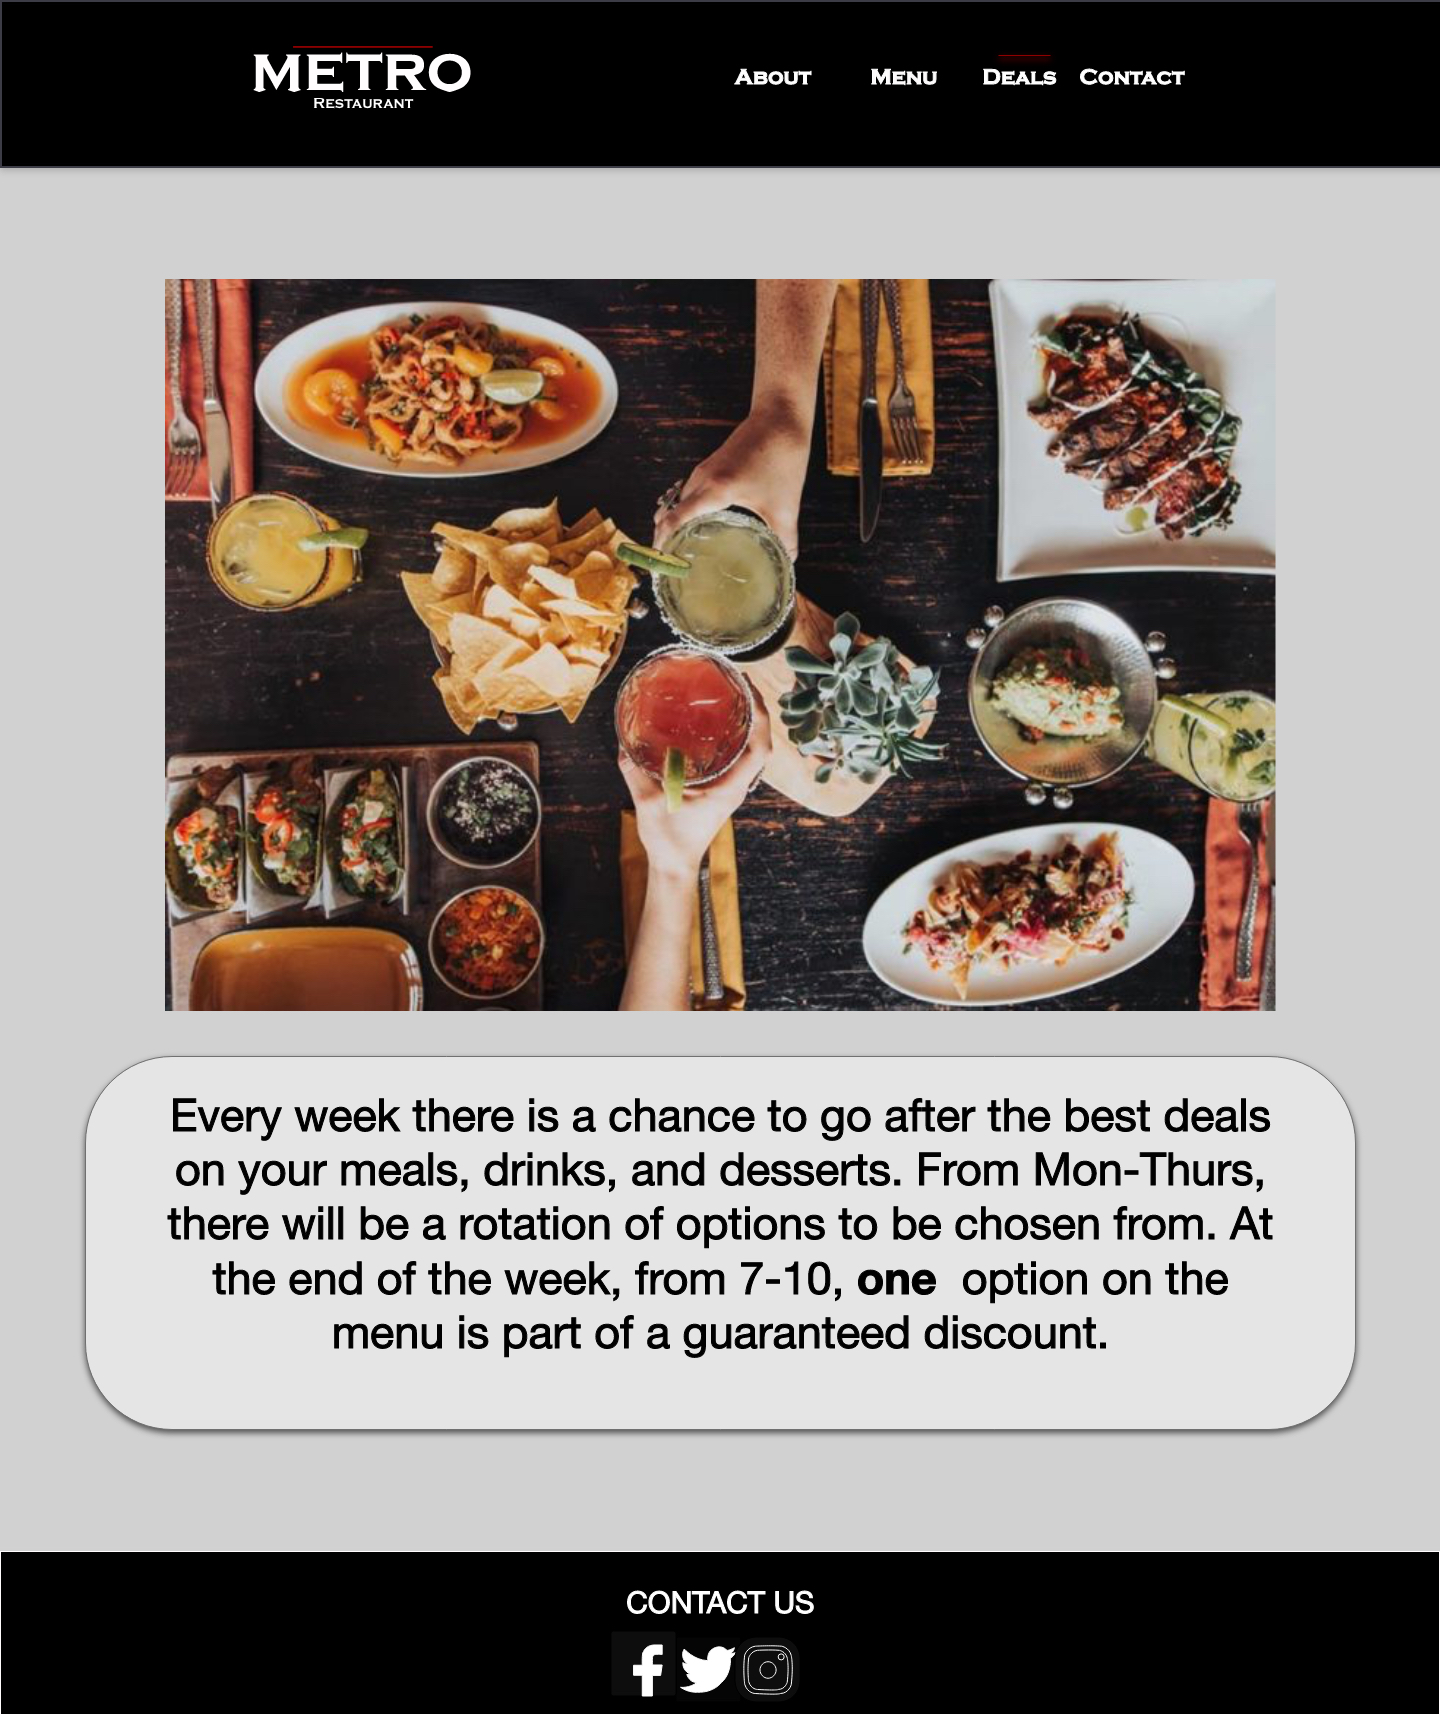 METRO
RESTAURANT
ABOUT MENU DEALS CONTACT
Every week there is a chance to go after the best deals
on your meals, drinks, and desserts. From Mon-Thurs,
there will be a rotation of options to be chosen from. At
the end of the week, from 7-10, one option on the
menu is part of a guaranteed discount.
CONTACT US